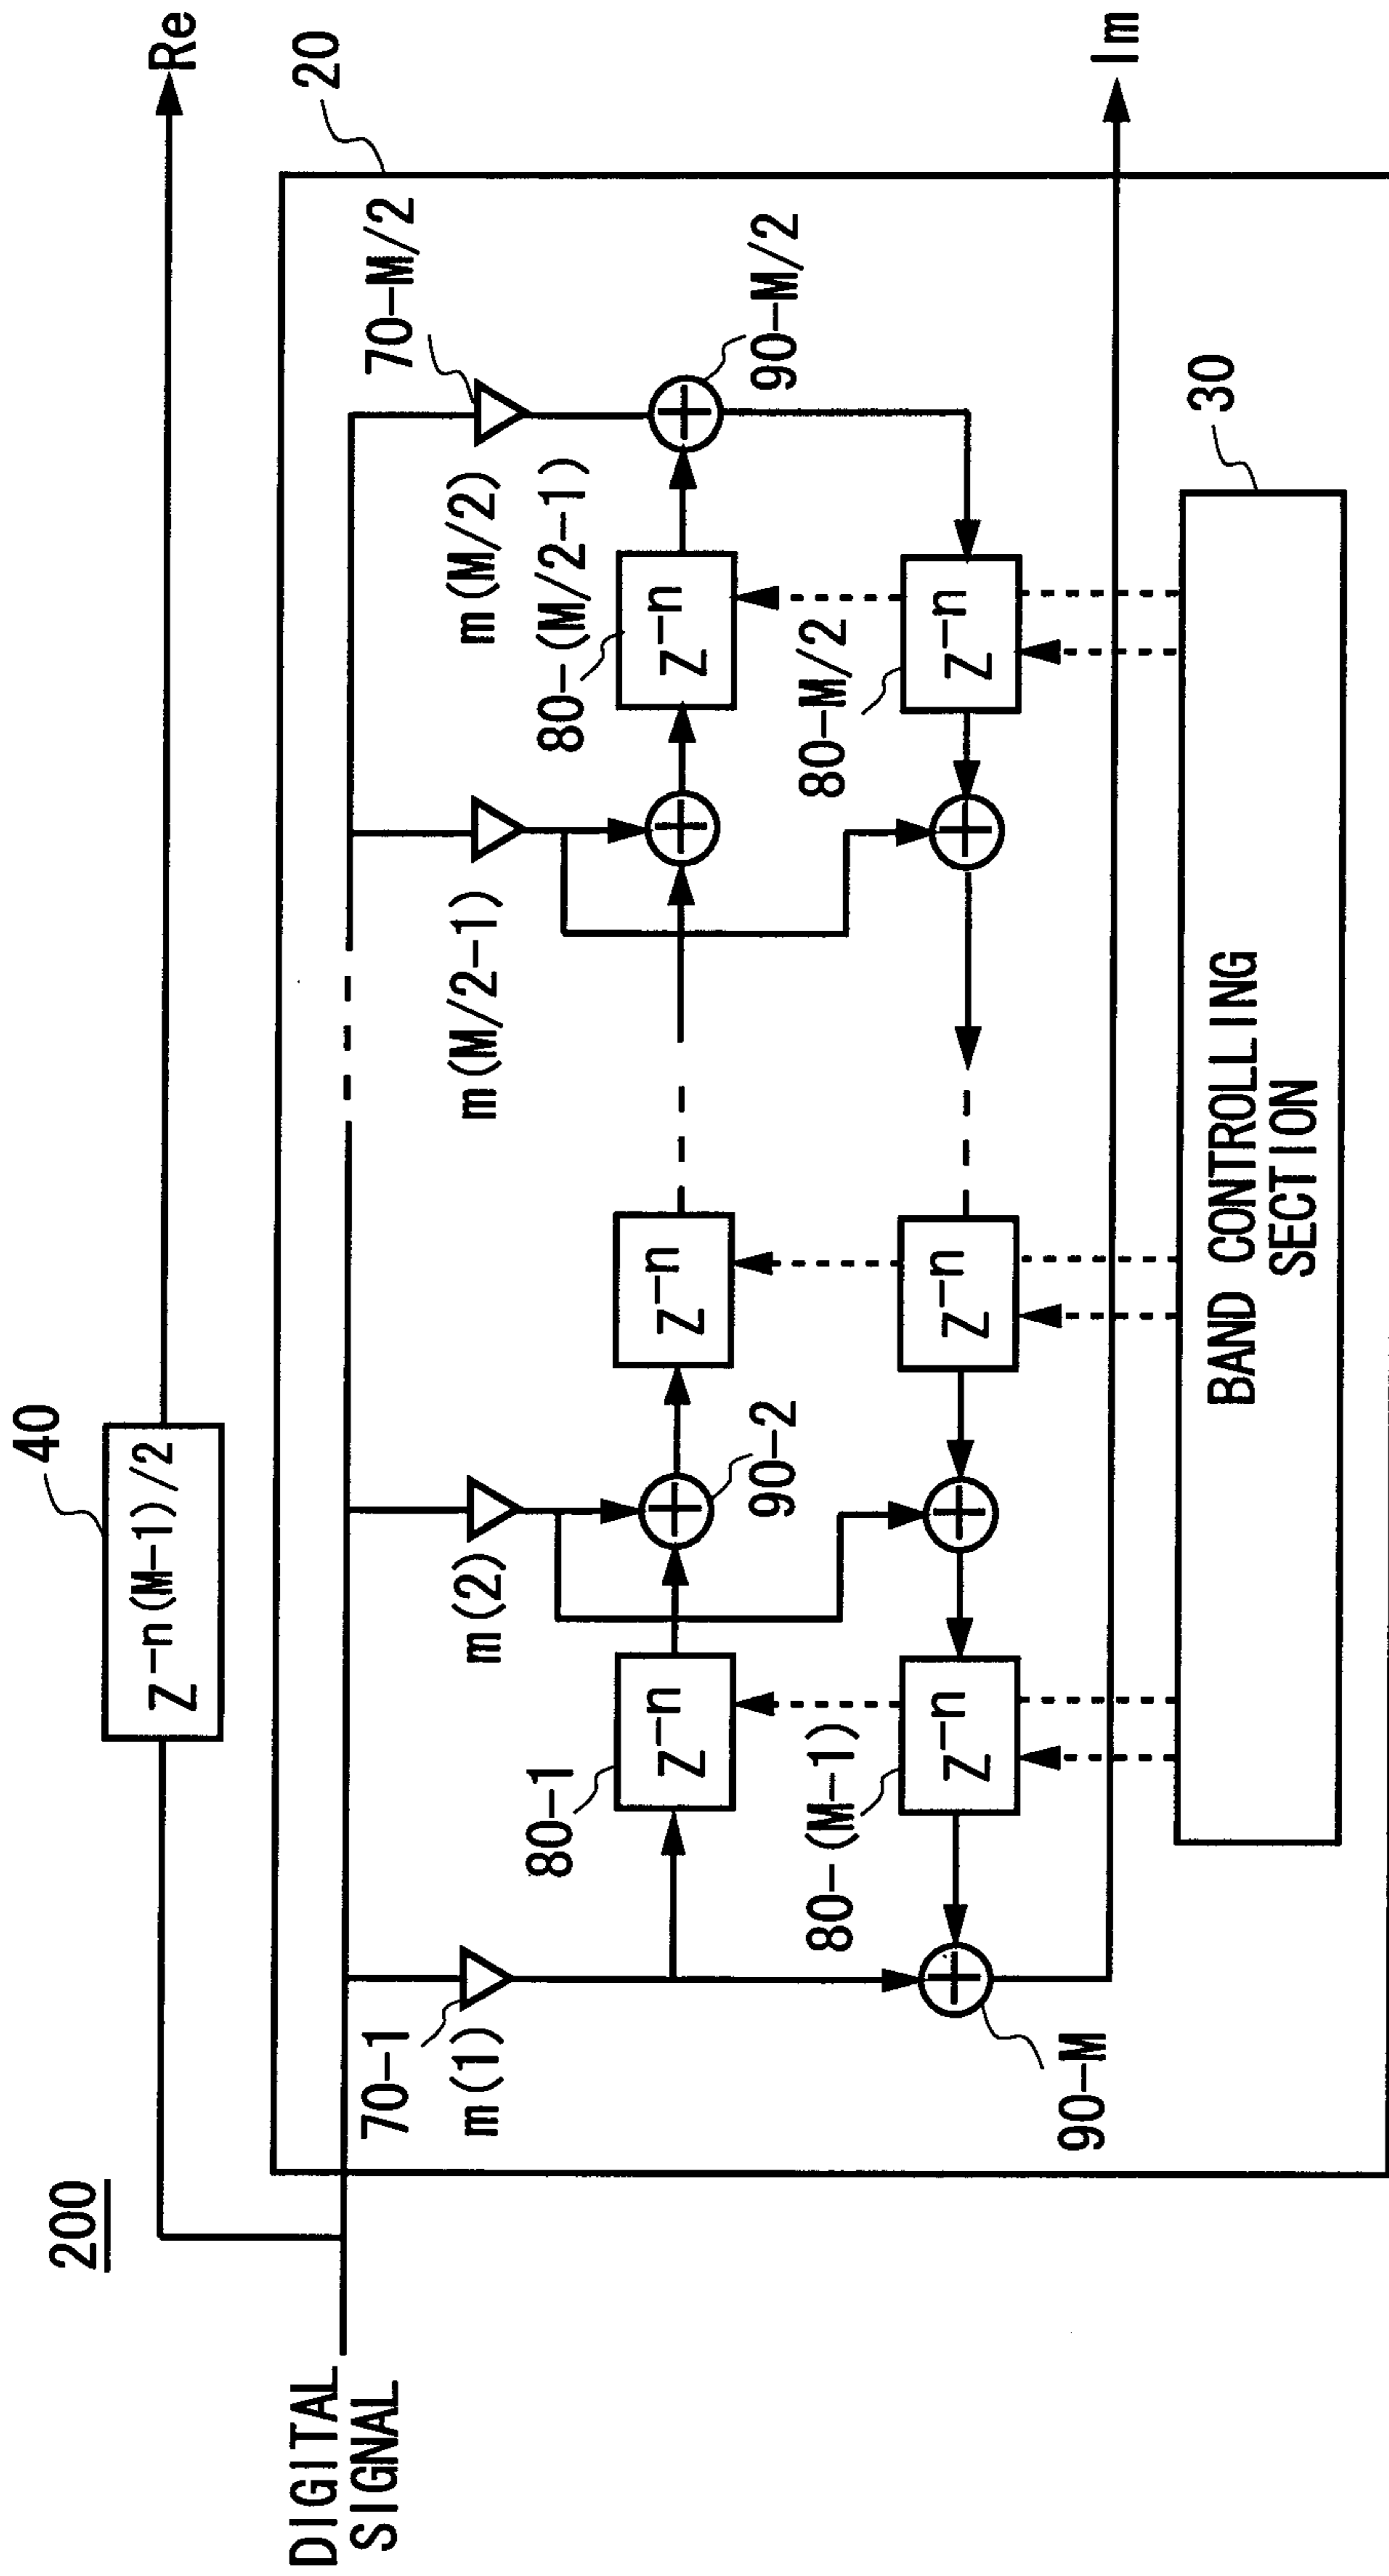 200
DIGITAL
SIGNAL
40
Z⁻ⁿ⁽ᴹ⁻¹⁾/²
Re
20
70-1
m(1)
m(2)
m(M/2-1)
m(M/2)
70-M/2
80-1
Z⁻ⁿ
90-2
Z⁻ⁿ
80-(M/2-1)
Z⁻ⁿ
90-M/2
80-(M-1)
Z⁻ⁿ
Z⁻ⁿ
80-M/2
Z⁻ⁿ
90-M
Im
30
BAND CONTROLLING
SECTION